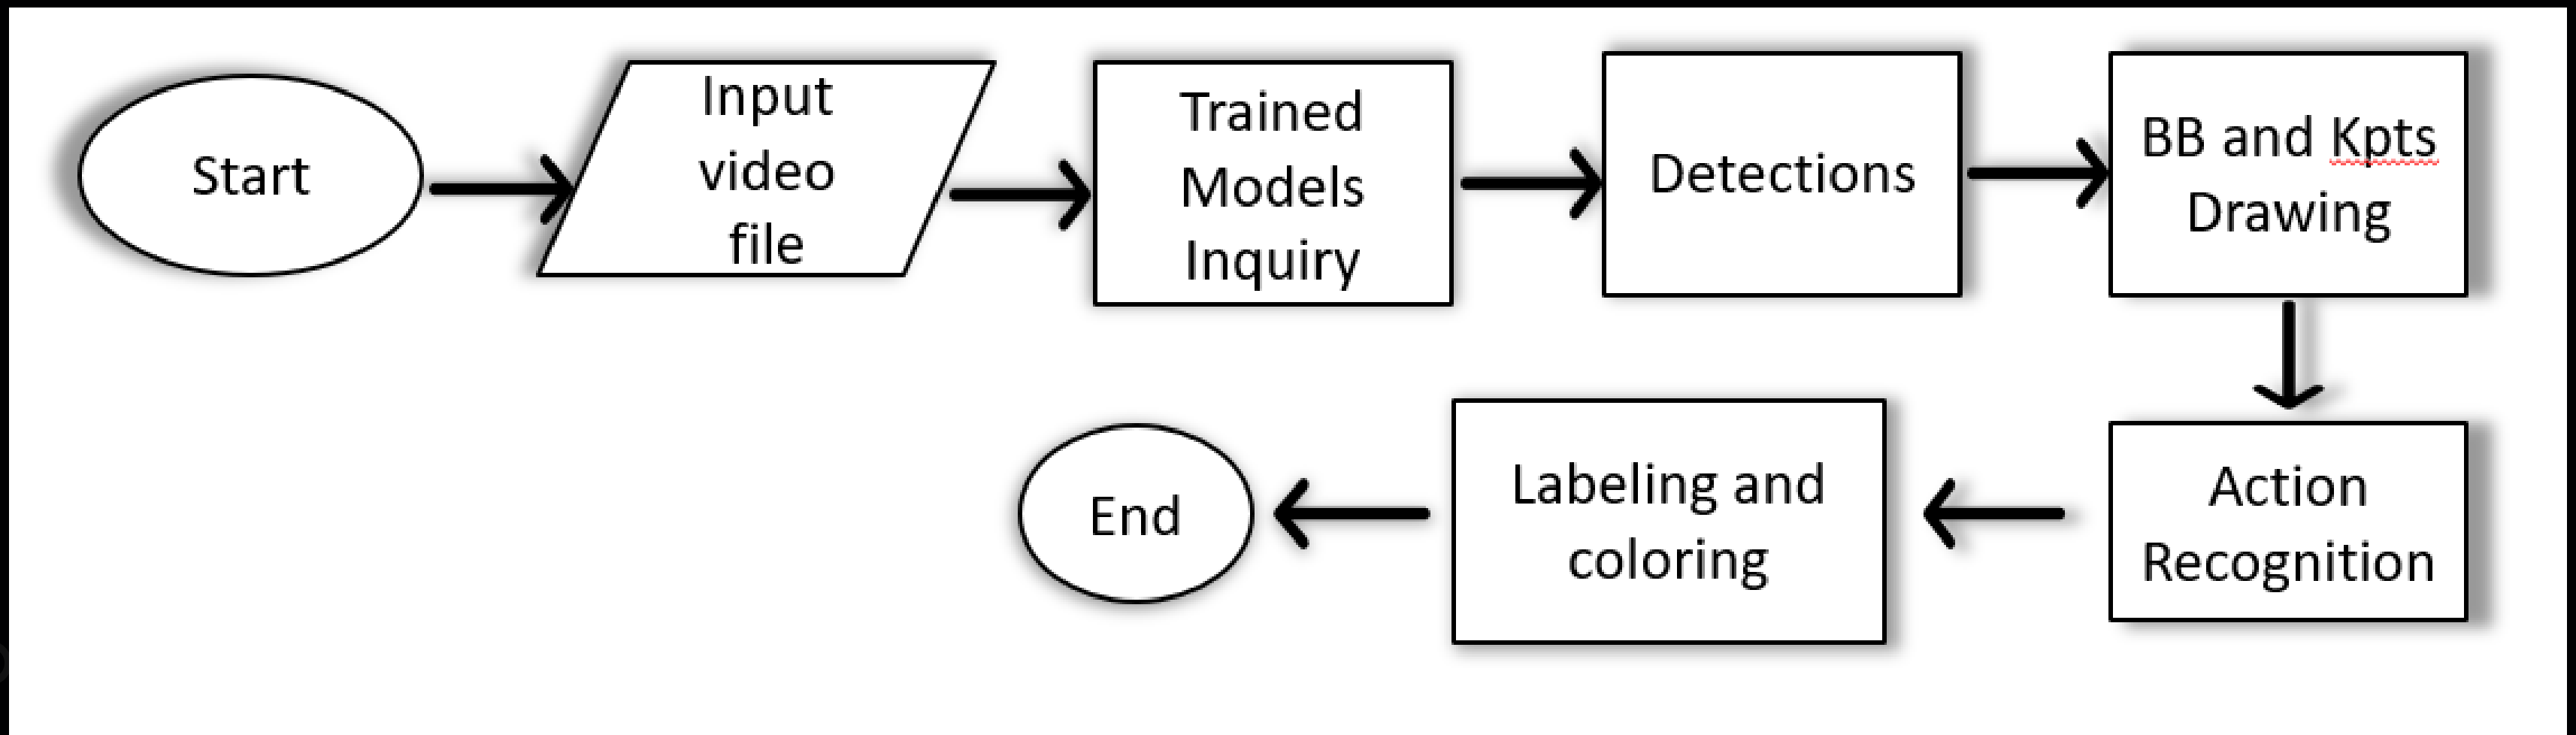 Start
Input
video
file
Trained
Models
Inquiry
Detections
BB and Kpts
Drawing
Action
Recognition
Labeling and
coloring
End